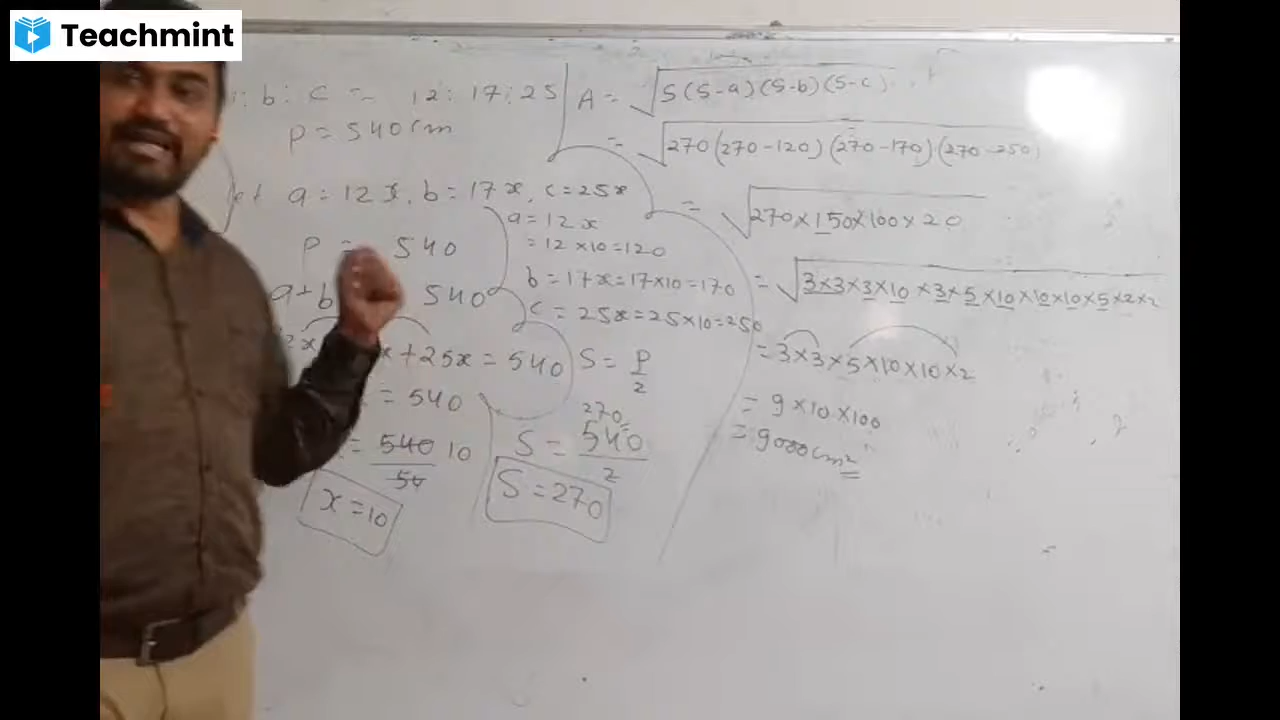 Teachmint
: b : c = 12 : 17 : 25
P = 540 cm
et a = 12x, b = 17x, c = 25x
P = 540
a + b 540
2x x + 25x = 540
= 540
= 540 10
54
x = 10
a = 12x
= 12 × 10 = 120
b = 17x = 17×10 = 170
c = 25x = 25×10 = 250
S = P
2
270
S = 540
2
S = 270
A = √S(S-a)(S-b)(S-c)
= √270(270-120)(270-170)(270-250)
= √270×150×100×20
= √3×3×3×10×3×5×10×10×10×5×2×2
= 3×3×5×10×10×2
= 9×10×100
= 9000cm²